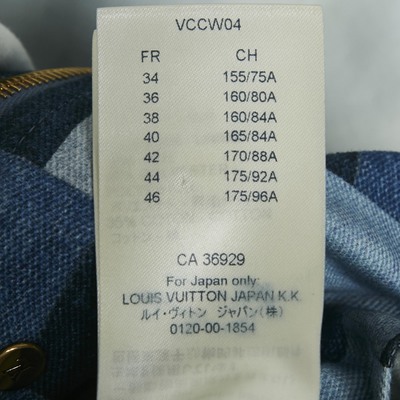 VCCW04
FR CH
34 155/75A
36 160/80A
38 160/84A
40 165/84A
42 170/88A
44 175/92A
46 175/96A
CA 36929
For Japan only:
LOUIS VUITTON JAPAN K.K.
ルイ・ヴィトン ジャパン(株)
0120-00-1854